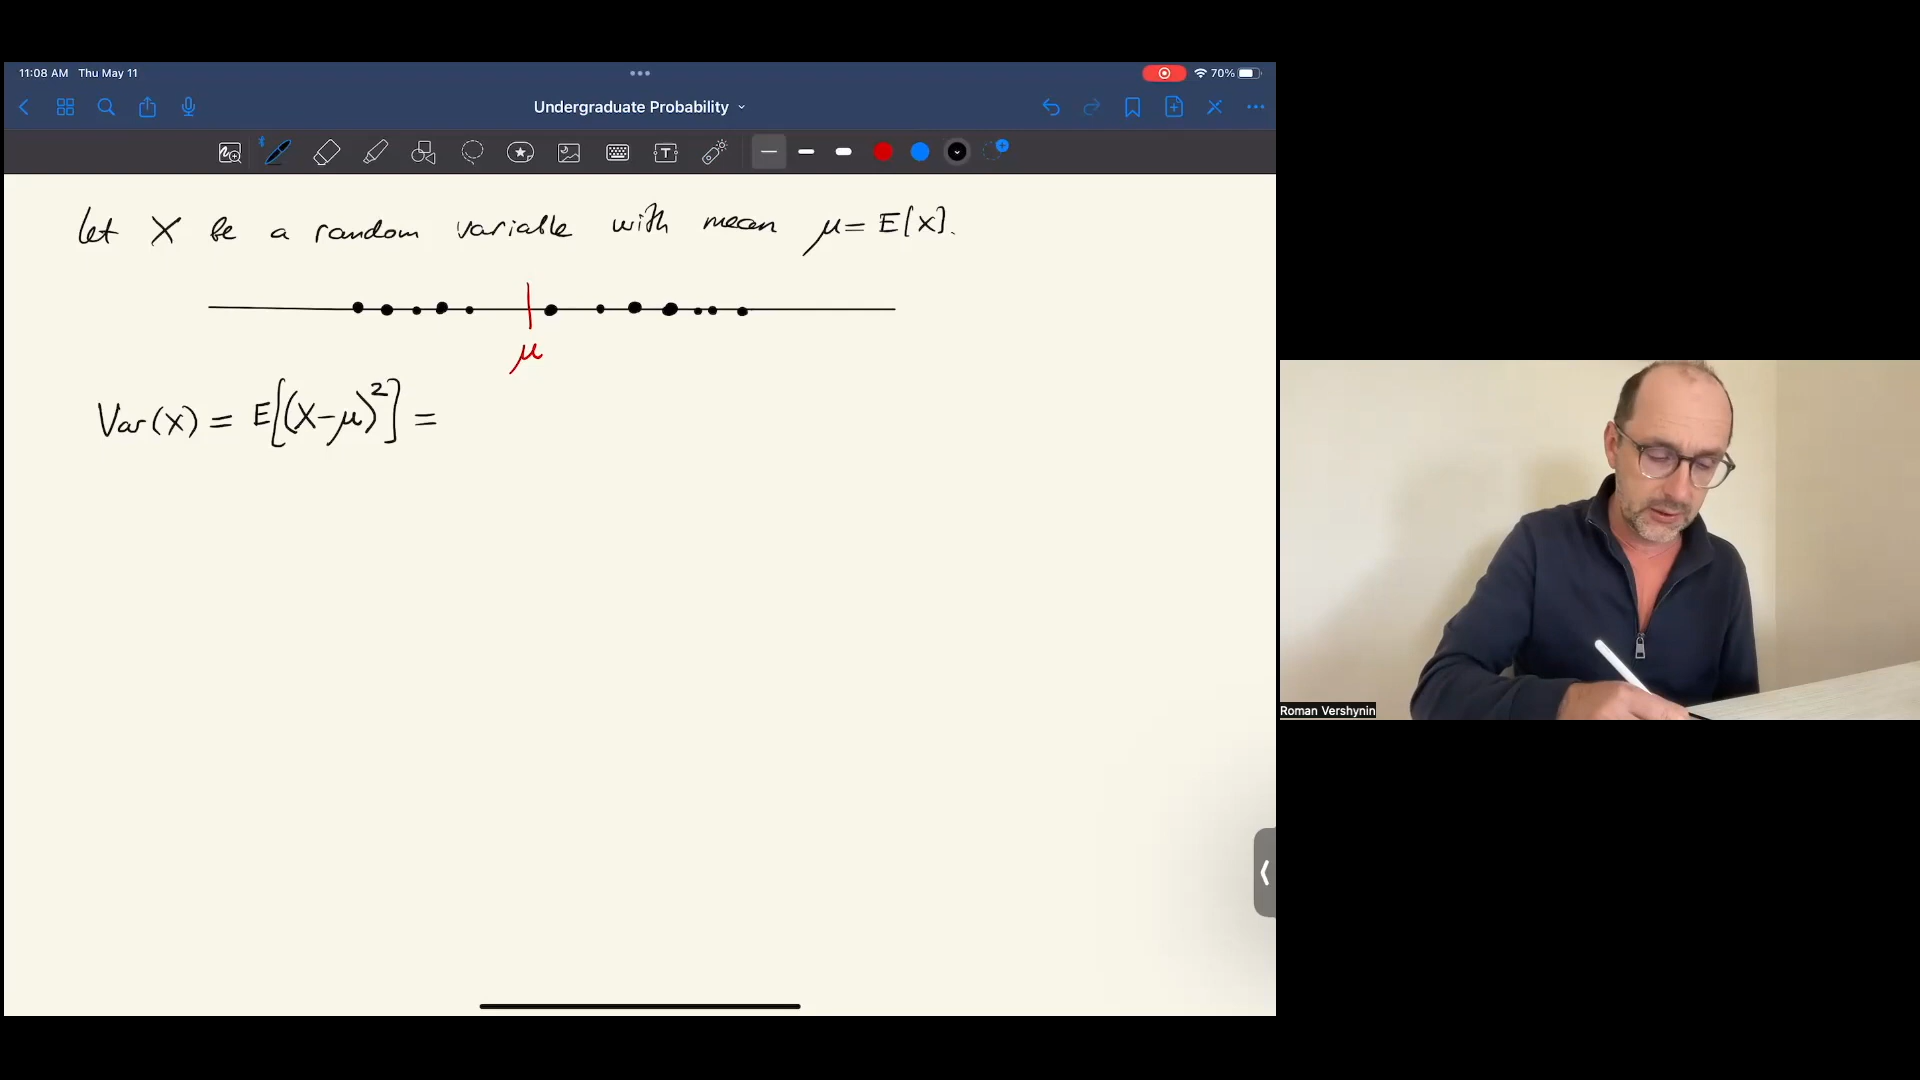 11:08 AM Thu May 11
70%
Undergraduate Probability
T
Let X be a random variable with mean μ = E[X].
μ
Var(X) = E[(X-μ)²] =
Roman Vershynin